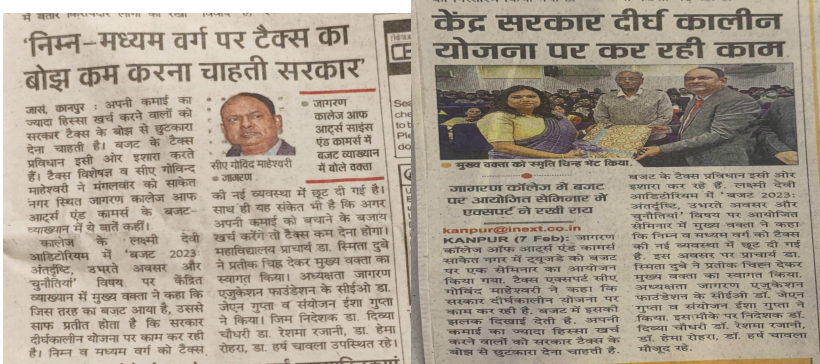 'निम्न-मध्यम वर्ग पर टैक्स का
बोझ कम करना चाहती सरकार'
जासं, कानपुर : अपनी कमाई का
ज्यादा हिस्सा खर्च करने वालों को
सरकार टैक्स के बोझ से छुटकारा
देना चाहती है। बजट के टैक्स
प्रविधान इसी ओर इशारा करते
हैं। टैक्स विशेषज्ञ व सीए गोविन्द
माहेश्वरी ने मंगलवार को साकेत
नगर स्थित जागरण कालेज आफ
आर्ट्स एंड कामर्स के बजट-
व्याख्यान में ये बातें कहीं।
कालेज के लक्ष्मी देवी
आडिटोरियम में 'बजट 2023:
अंतर्दृष्टि, उभरते अवसर और
चुनौतियां' विषय पर केंद्रित
व्याख्यान में मुख्य वक्ता ने कहा कि
जिस तरह का बजट आया है, उससे
साफ प्रतीत होता है कि सरकार
दीर्घकालीन योजना पर काम कर रही
है। निम्न व मध्यम वर्ग को टैक्स
सीए गोविंद माहेश्वरी
● जागरण
● जागरण
कालेज आफ
आर्ट्स साइंस
एंड कामर्स में
बजट व्याख्यान
में बोले वक्ता
की नई व्यवस्था में छूट दी गई है।
साथ ही यह संकेत भी है कि अगर
अपनी कमाई को बचाने के बजाय
खर्च करेंगे तो टैक्स कम देना होगा।
महाविद्यालय प्राचार्य डा. स्मिता दुबे
ने प्रतीक चिह्न देकर मुख्य वक्ता का
स्वागत किया। अध्यक्षता जागरण
एजुकेशन फाउंडेशन के सीईओ डा.
जेएन गुप्ता व संयोजन ईशा गुप्ता
ने किया। जिम निदेशक डा. दिव्या
चौधरी डा. रेशमा रजानी, डा. हेमा
रोहरा, डा. हर्ष चावला उपस्थित रहे।
केंद्र सरकार दीर्घ कालीन
योजना पर कर रही काम
● मुख्य वक्ता को स्मृति चिन्ह भेंट किया.
जागरण कॉलेज में बजट
पर आयोजित सेमिनार में
एक्सपर्ट ने रखी राय
kanpur@inext.co.in
KANPUR (7 Feb): जागरण
कॉलेज ऑफ आर्ट्स एंड कामर्स
साकेत नगर में ट्यूजडे को बजट
पर एक सेमिनार का आयोजन
किया गया. टैक्स एक्सपर्ट सीए
गोबिंद माहेश्वरी ने कहा कि
सरकार दीर्घकालीन योजना पर
काम कर रही है. बजट में इसकी
झलक दिखाई देती है. अपनी
कमाई का ज्यादा हिस्सा खर्च
करने वालों को सरकार टैक्स के
बोझ से छुटकारा देना चाहती है.
बजट के टैक्स प्रविधान इसी ओर
इशारा कर रहे हैं. लक्ष्मी देवी
आडिटोरियम में 'बजट 2023:
अंतर्दृष्टि, उभरते अवसर और
चुनौतियां' विषय पर आयोजित
सेमिनार में मुख्य वक्ता ने कहा
कि निम्न व मध्यम वर्ग को टैक्स
की नई व्यवस्था में छूट दी गई
है. इस अवसर पर प्राचार्य डा.
स्मिता दुबे ने प्रतीक चिह्न देकर
मुख्य वक्ता का स्वागत किया.
अध्यक्षता जागरण एजुकेशन
फाउंडेशन के सीईओ डॉ. जेएन
गुप्ता व संयोजन ईशा गुप्ता ने
किया. इस मौके पर निदेशक डॉ.
दिव्या चौधरी डॉ. रेशमा रजनी,
डॉ. हेमा रोहरा, डॉ. हर्ष चावला
मौजूद रहे.